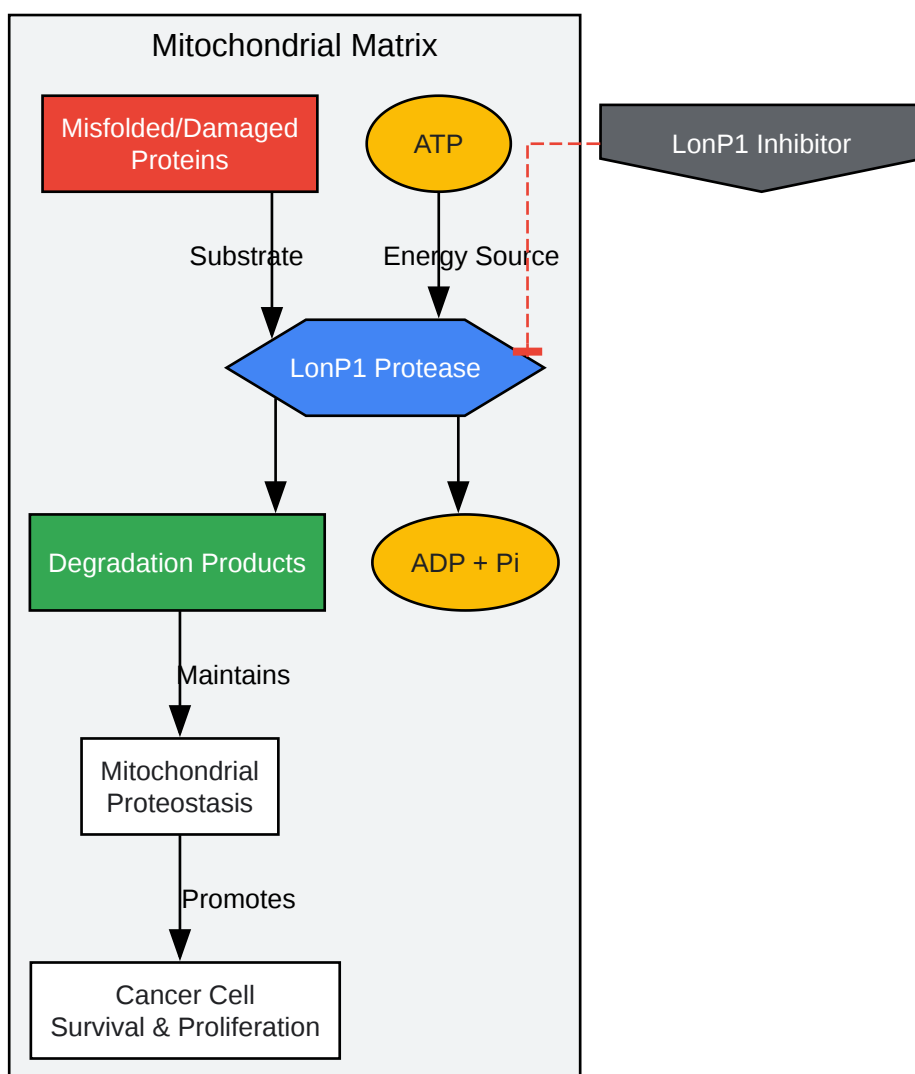 Mitochondrial Matrix
Misfolded/Damaged
Proteins
ATP
LonP1 Inhibitor
Substrate
Energy Source
LonP1 Protease
Degradation Products
ADP + Pi
Maintains
Mitochondrial
Proteostasis
Promotes
Cancer Cell
Survival & Proliferation